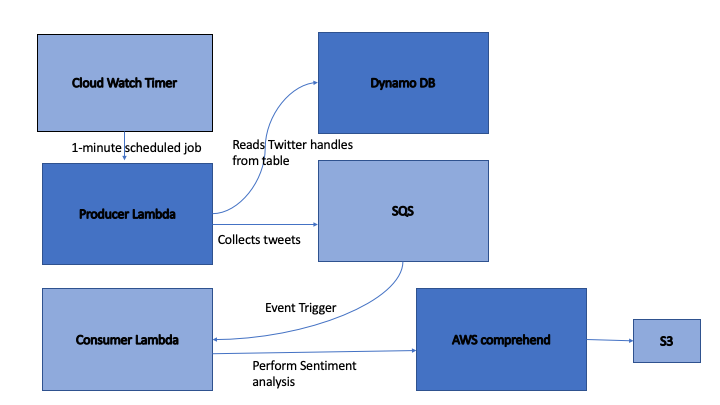 Cloud Watch Timer
Dynamo DB
1-minute scheduled job
Reads Twitter handles
from table
Producer Lambda
SQS
Collects tweets
Event Trigger
Consumer Lambda
AWS comprehend
S3
Perform Sentiment
analysis